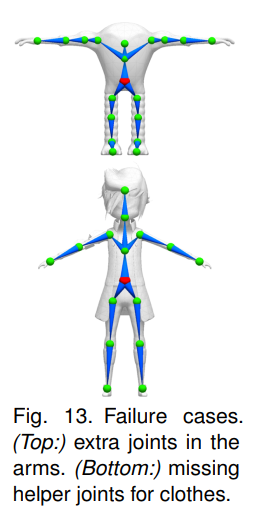 Fig. 13. Failure cases.
(Top:) extra joints in the
arms. (Bottom:) missing
helper joints for clothes.